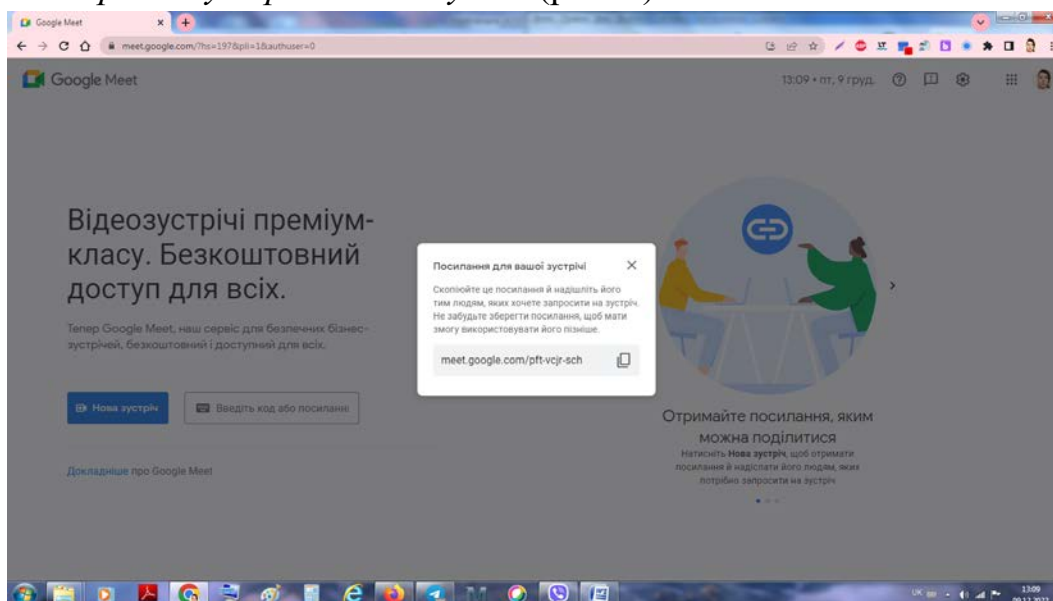 Google Meet
meet.google.com/?hs=197&pli=1&authuser=0
Google Meet
13:09 • пт, 9 груд.
Відеозустрічі преміум-
класу. Безкоштовний
доступ для всіх.
Тепер Google Meet, наш сервіс для безпечних бізнес-
зустрічей, безкоштовний і доступний для всіх.
Нова зустріч
Введіть код або посилання
Докладніше про Google Meet
Посилання для вашої зустрічі
Скопіюйте це посилання й надішліть його
тим людям, яких хочете запросити на зустріч.
Не забудьте зберегти посилання, щоб мати
змогу використовувати його пізніше.
meet.google.com/pft-vcjr-sch
Отримайте посилання, яким
можна поділитися
Натисніть Нова зустріч, щоб отримати
посилання й надіслати його людям, яких
потрібно запросити на зустріч
UK
13:09
09.12.2022